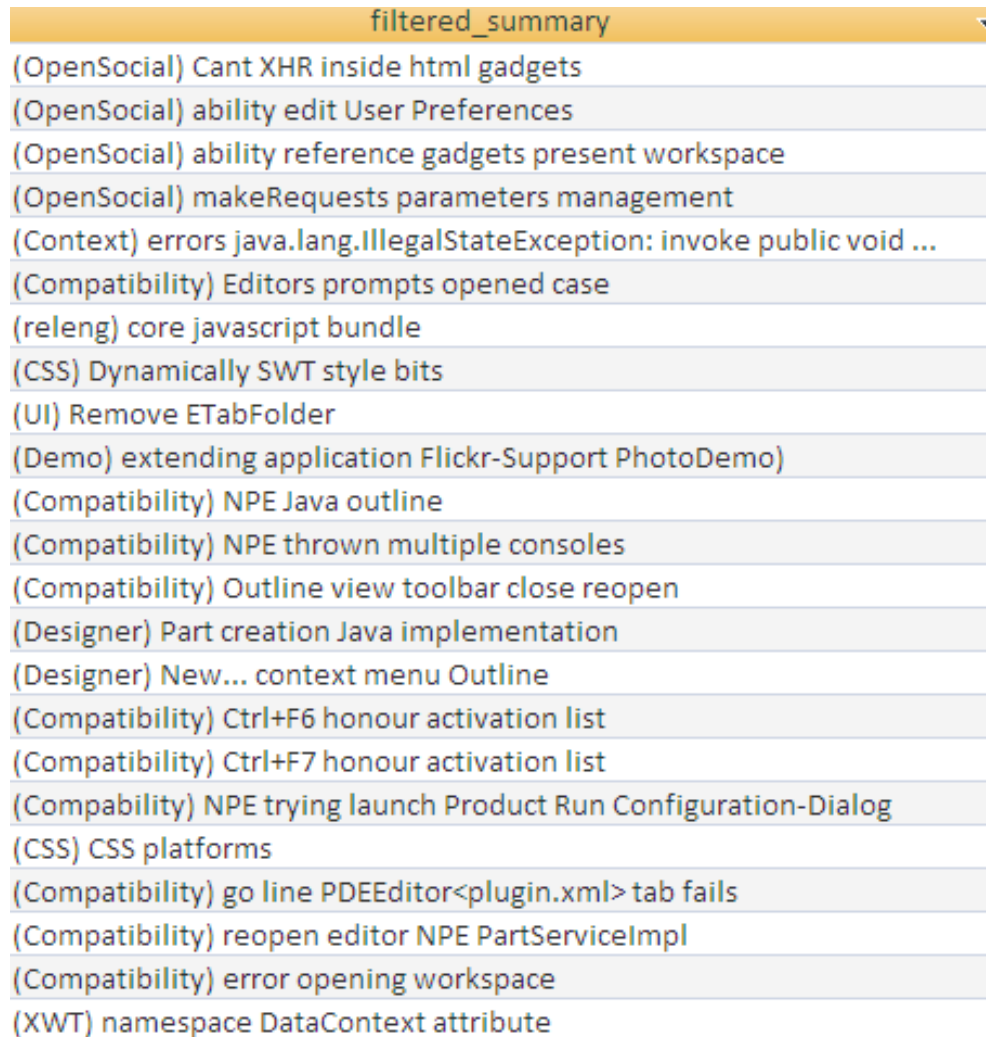 filtered_summary
(OpenSocial) Cant XHR inside html gadgets
(OpenSocial) ability edit User Preferences
(OpenSocial) ability reference gadgets present workspace
(OpenSocial) makeRequests parameters management
(Context) errors java.lang.IllegalStateException: invoke public void ...
(Compatibility) Editors prompts opened case
(releng) core javascript bundle
(CSS) Dynamically SWT style bits
(UI) Remove ETabFolder
(Demo) extending application Flickr-Support PhotoDemo)
(Compatibility) NPE Java outline
(Compatibility) NPE thrown multiple consoles
(Compatibility) Outline view toolbar close reopen
(Designer) Part creation Java implementation
(Designer) New... context menu Outline
(Compatibility) Ctrl+F6 honour activation list
(Compatibility) Ctrl+F7 honour activation list
(Compability) NPE trying launch Product Run Configuration-Dialog
(CSS) CSS platforms
(Compatibility) go line PDEEditor<plugin.xml> tab fails
(Compatibility) reopen editor NPE PartServiceImpl
(Compatibility) error opening workspace
(XWT) namespace DataContext attribute